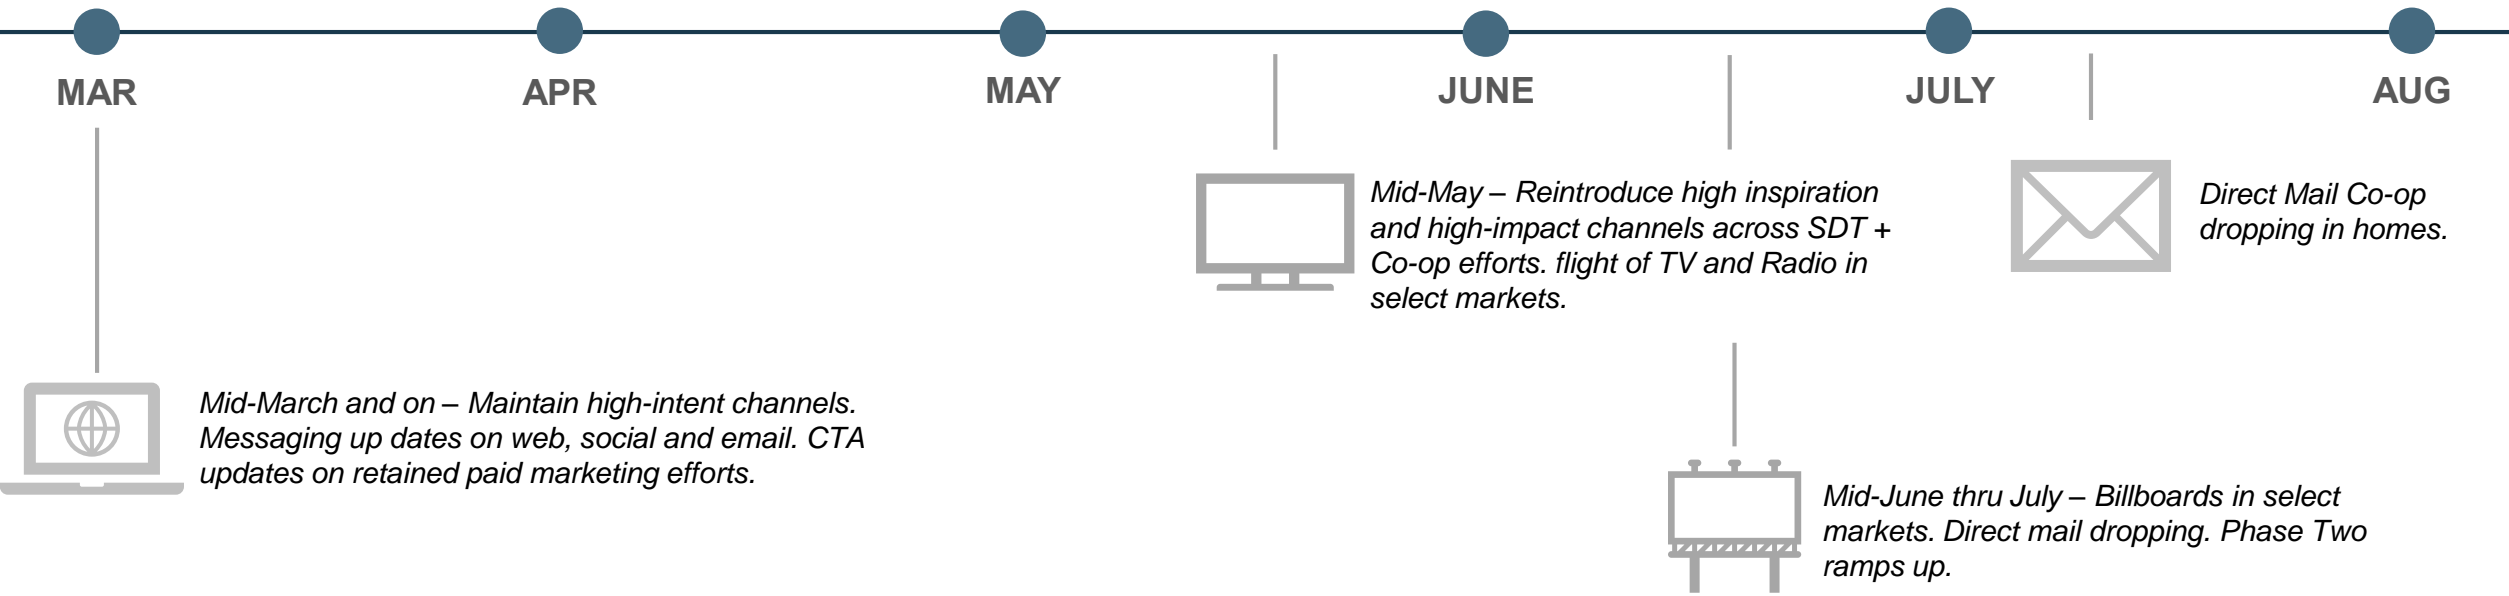 MAR
APR
MAY
JUNE
JULY
AUG
Mid-May – Reintroduce high inspiration
and high-impact channels across SDT +
Co-op efforts. flight of TV and Radio in
select markets.
Direct Mail Co-op
dropping in homes.
Mid-March and on – Maintain high-intent channels.
Messaging up dates on web, social and email. CTA
updates on retained paid marketing efforts.
Mid-June thru July – Billboards in select
markets. Direct mail dropping. Phase Two
ramps up.